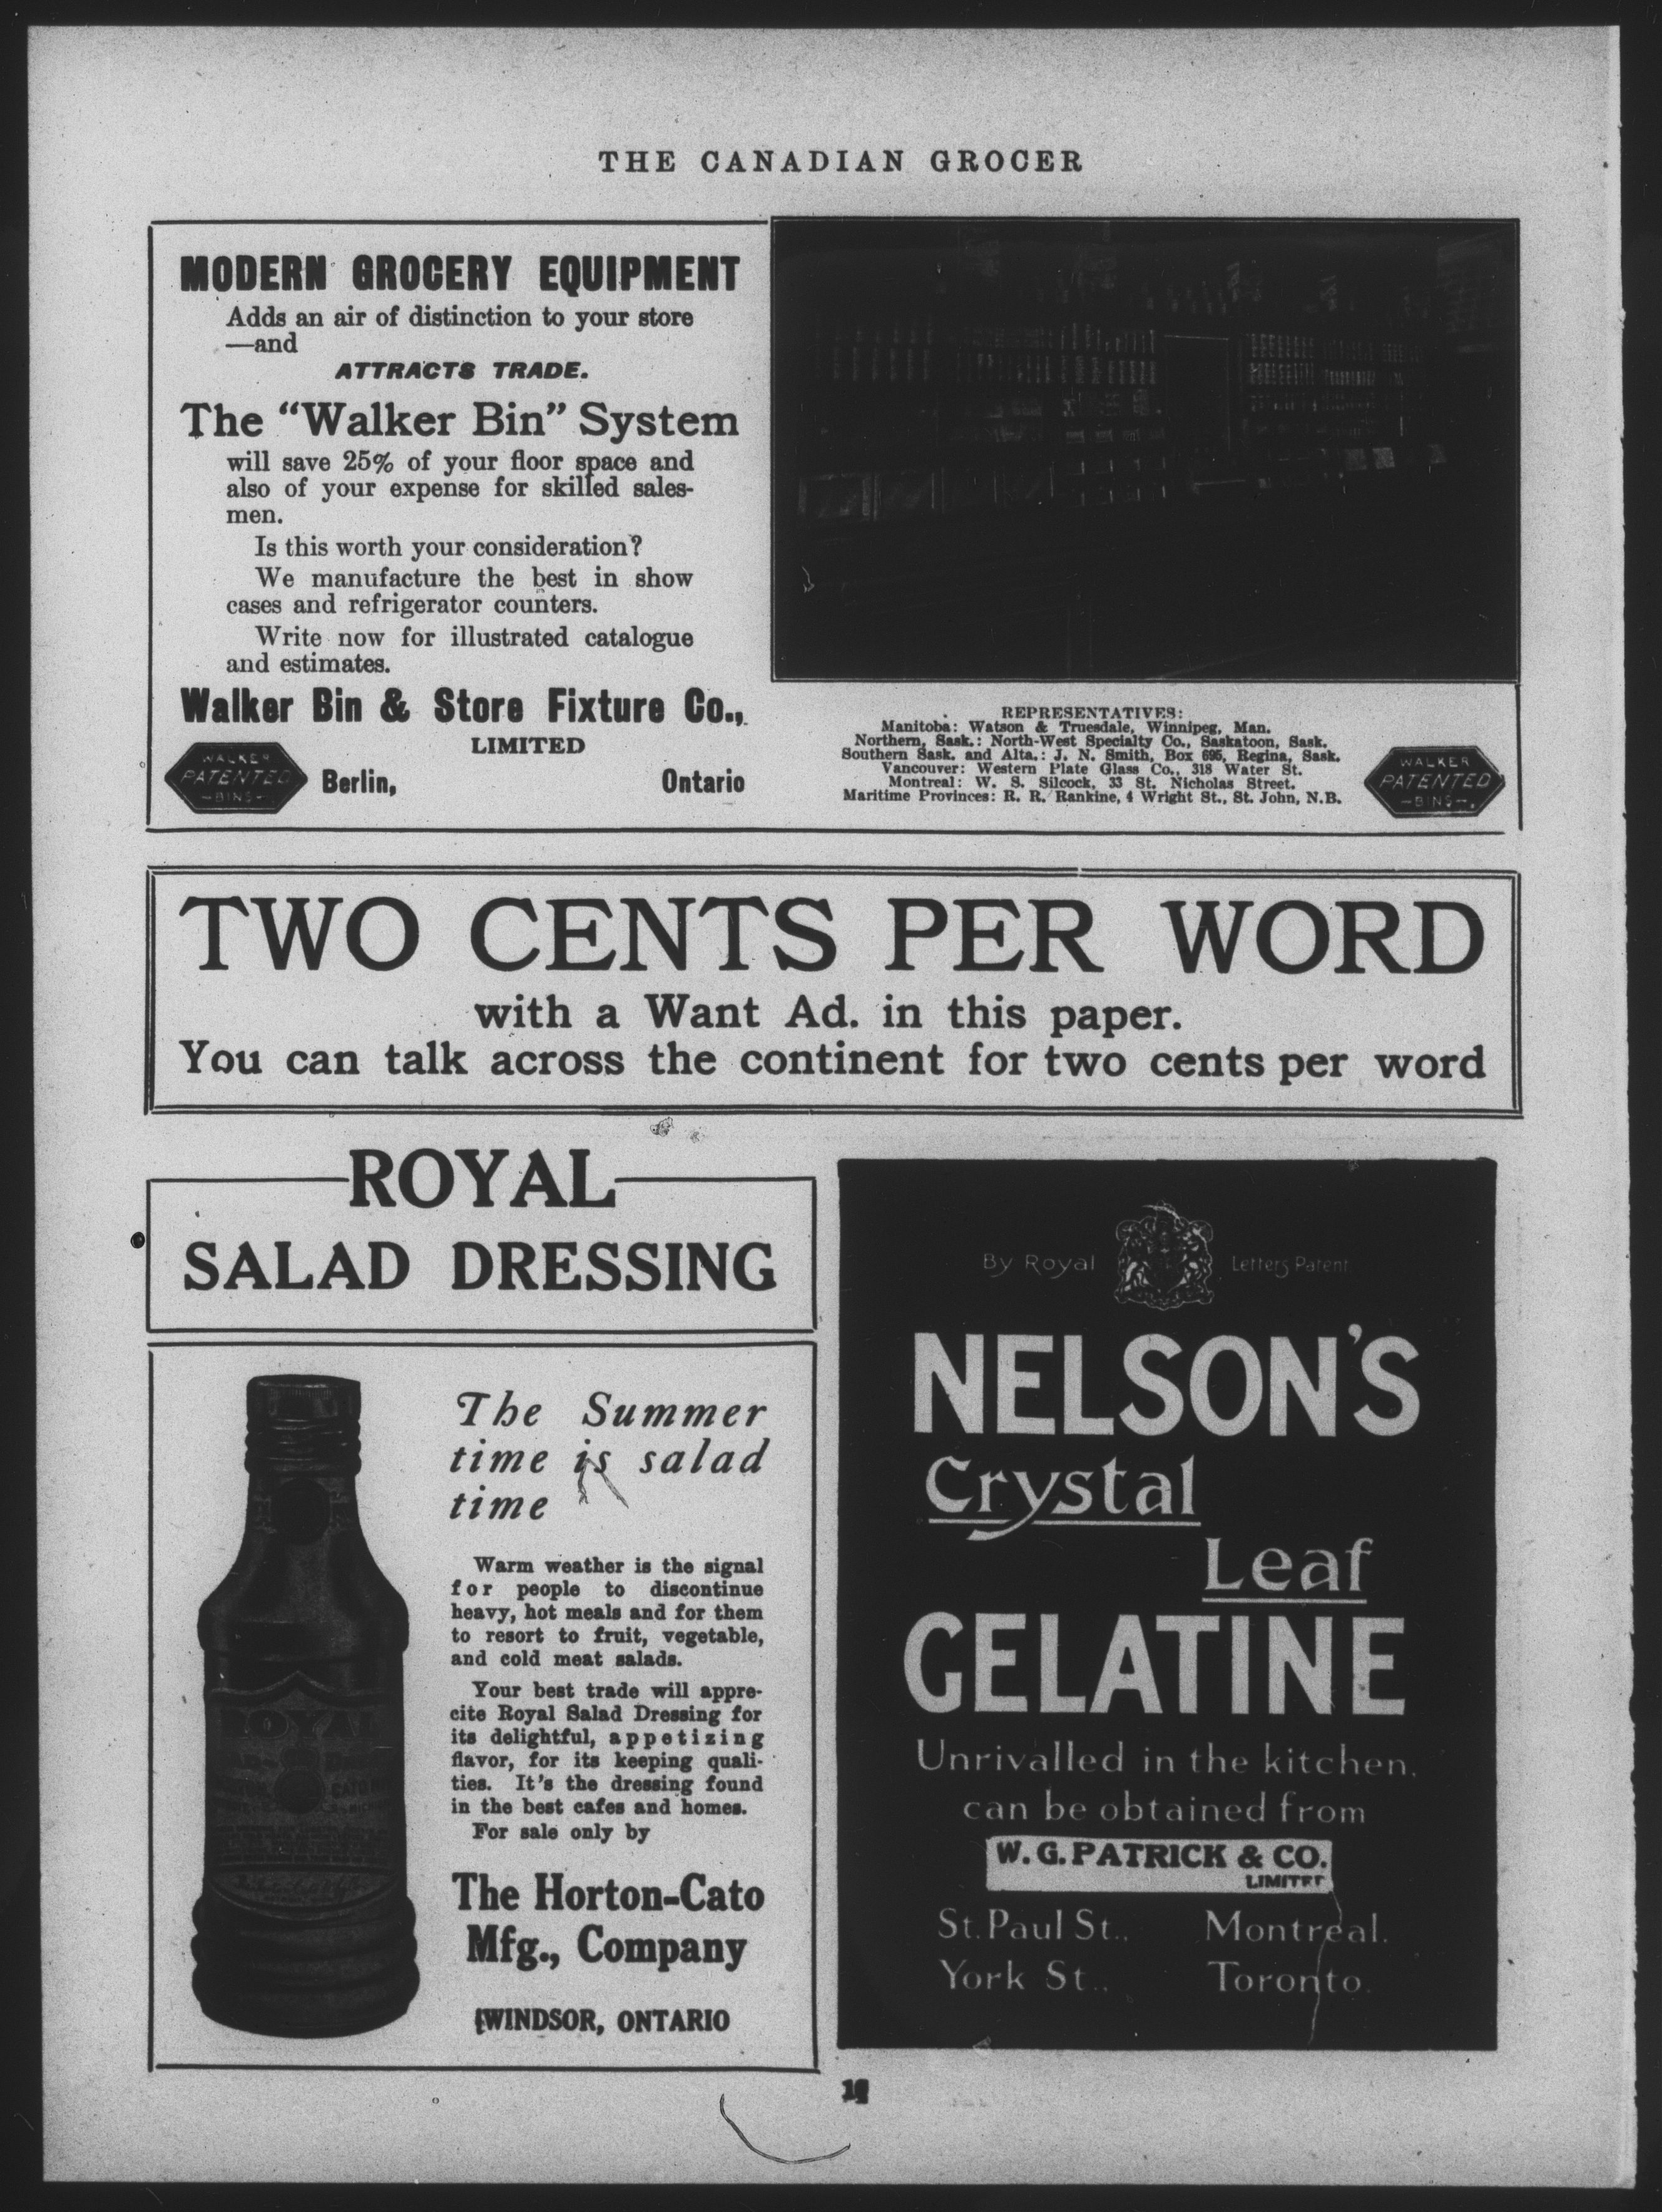 THE CANADIAN GROCER
MODERN GROCERY EQUIPMENT
Adds an air of distinction to your store
—and
ATTRACTS TRADE.
The "Walker Bin" System
will save 25% of your floor space and
also of your expense for skilled sales-
men.
Is this worth your consideration?
We manufacture the best in show
cases and refrigerator counters.
Write now for illustrated catalogue
and estimates.
Walker Bin & Store Fixture Co.,
LIMITED
Berlin, Ontario
WALKER
PATENTED
—BINS—
REPRESENTATIVES:
Manitoba: Watson & Truesdale, Winnipeg, Man.
Northern, Sask.: North-West Specialty Co., Saskatoon, Sask.
Southern Sask. and Alta.: J. N. Smith, Box 695, Regina, Sask.
Vancouver: Western Plate Glass Co., 318 Water St.
Montreal: W. S. Silcock, 33 St. Nicholas Street.
Maritime Provinces: R. R. Rankine, 4 Wright St., St. John, N.B.
WALKER
PATENTED
—BINS—
TWO CENTS PER WORD
with a Want Ad. in this paper.
You can talk across the continent for two cents per word
ROYAL
SALAD DRESSING
The Summer
time is salad
time
Warm weather is the signal
for people to discontinue
heavy, hot meals and for them
to resort to fruit, vegetable,
and cold meat salads.
Your best trade will appre-
cite Royal Salad Dressing for
its delightful, appetizing
flavor, for its keeping quali-
ties. It's the dressing found
in the best cafes and homes.
For sale only by
The Horton-Cato
Mfg., Company
WINDSOR, ONTARIO
ROYAL
By Royal Letters Patent
NELSON'S
Crystal
Leaf
GELATINE
Unrivalled in the kitchen.
can be obtained from
W. G. PATRICK & CO.
LIMITED
St. Paul St., Montreal.
York St., Toronto.